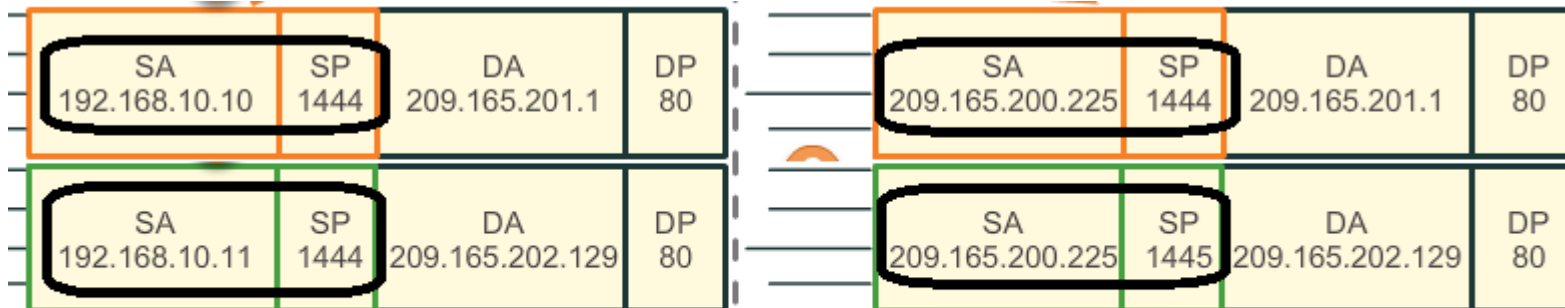 SA SP DA DP SA SP DA DP
192.168.10.10 1444 209.165.201.1 80 209.165.200.225 1444 209.165.201.1 80
SA SP DA DP SA SP DA DP
192.168.10.11 1444 209.165.202.129 80 209.165.200.225 1445 209.165.202.129 80